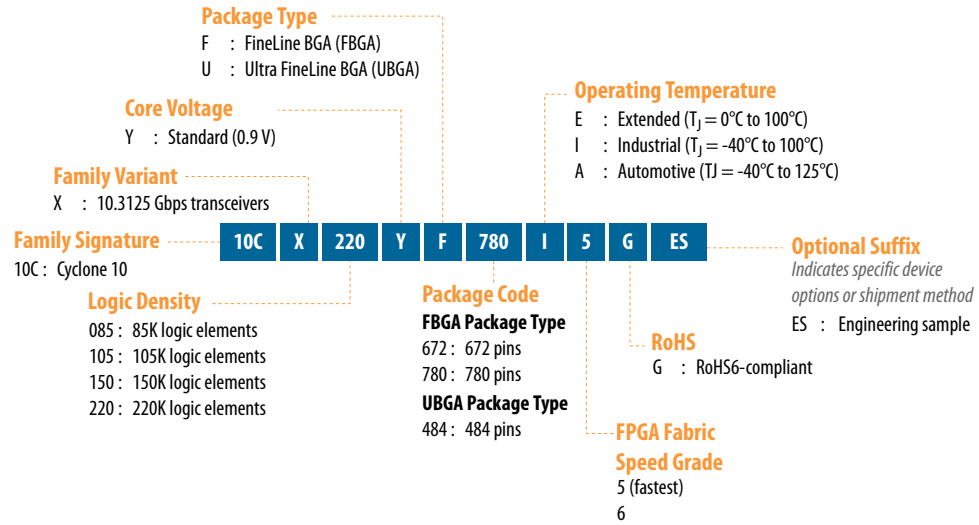 Package Type
F : FineLine BGA (FBGA)
U : Ultra FineLine BGA (UBGA)
Operating Temperature
E : Extended (TJ = 0°C to 100°C)
I : Industrial (TJ = -40°C to 100°C)
A : Automotive (TJ = -40°C to 125°C)
Core Voltage
Y : Standard (0.9 V)
Family Variant
X : 10.3125 Gbps transceivers
Family Signature
10C : Cyclone 10
10C X 220 Y F 780 I 5 G ES
Optional Suffix
Indicates specific device
options or shipment method
ES : Engineering sample
Logic Density
085 : 85K logic elements
105 : 105K logic elements
150 : 150K logic elements
220 : 220K logic elements
Package Code
FBGA Package Type
672 : 672 pins
780 : 780 pins
UBGA Package Type
484 : 484 pins
RoHS
G : RoHS6-compliant
FPGA Fabric
Speed Grade
5 (fastest)
6